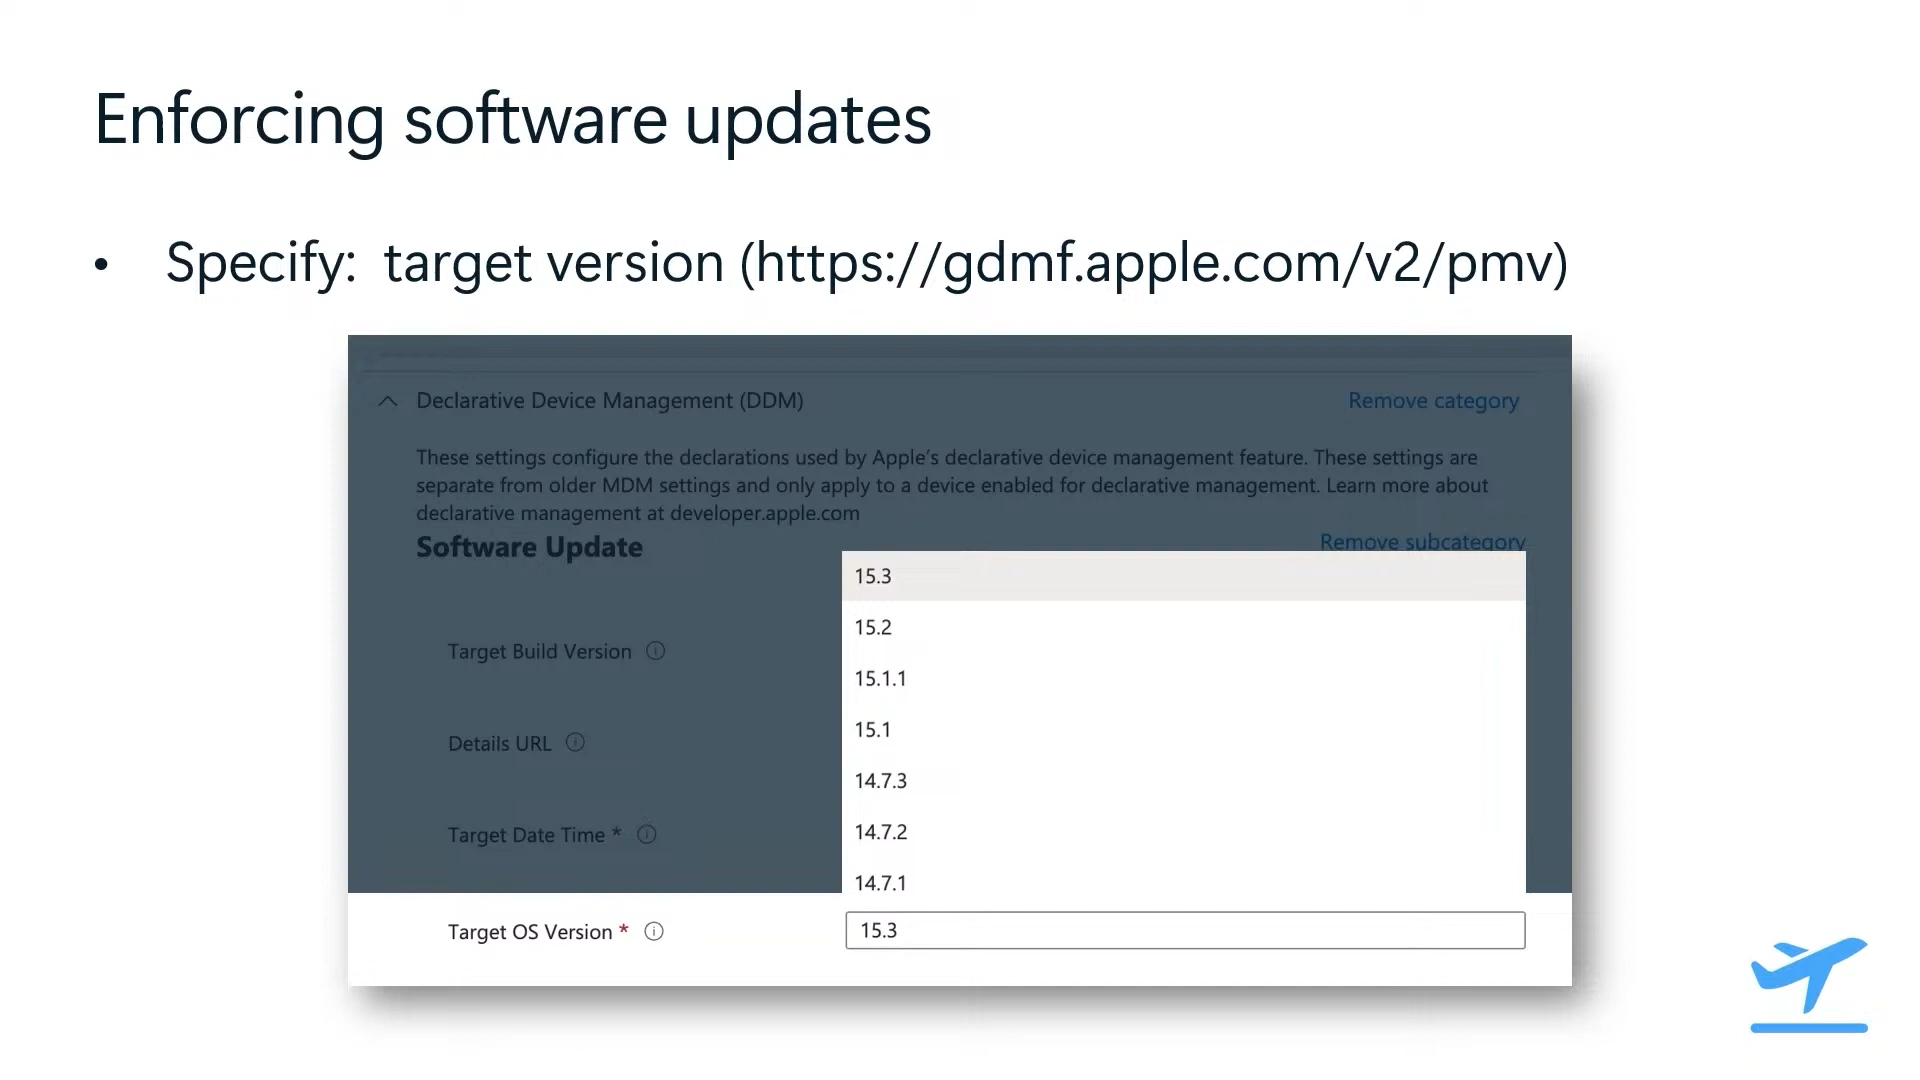 Enforcing software updates
• Specify: target version (https://gdmf.apple.com/v2/pmv)
Declarative Device Management (DDM)
Remove category
These settings configure the declarations used by Apple's declarative device management feature. These settings are
separate from older MDM settings and only apply to a device enabled for declarative management. Learn more about
declarative management at developer.apple.com
Software Update
Remove subcategory
15.3
15.2
Target Build Version
15.1.1
15.1
Details URL
14.7.3
Target Date Time *
14.7.2
14.7.1
Target OS Version *
15.3